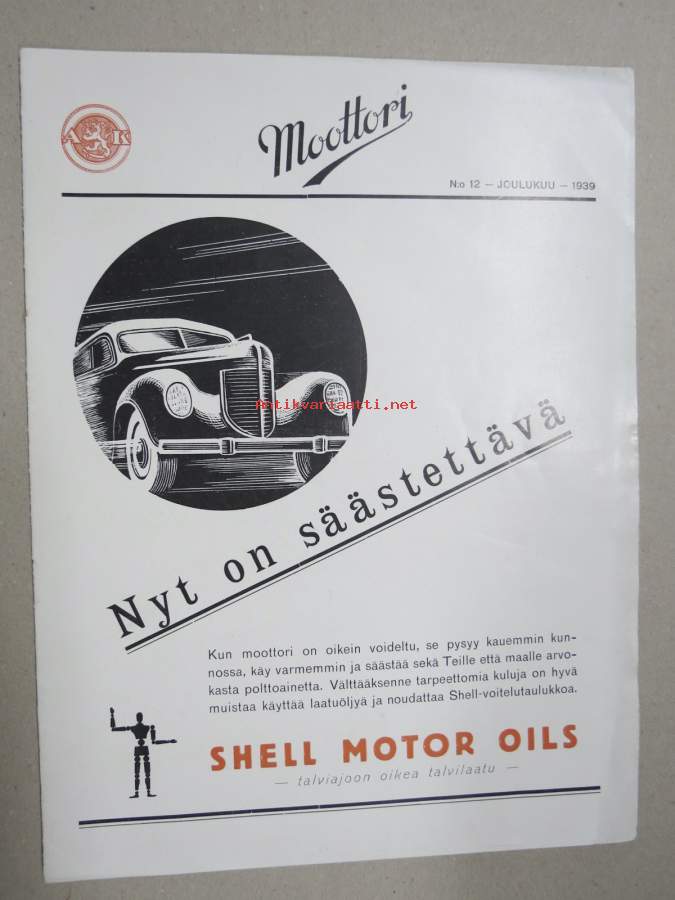 A K
Moottori
N:o 12 — JOULUKUU — 1939
Antikvariaatti.net
Nyt on säästettävä
Kun moottori on oikein voideltu, se pysyy kauemmin kun-
nossa, käy varmemmin ja säästää sekä Teille että maalle arvo-
kasta polttoainetta. Välttääksenne tarpeettomia kuluja on hyvä
muistaa käyttää laatuöljyä ja noudattaa Shell-voitelutaulukkoa.
SHELL MOTOR OILS
— talviajoon oikea talvilaatu —